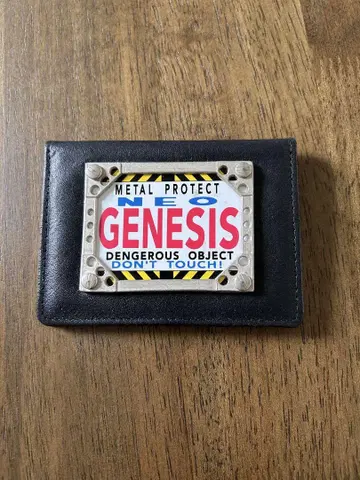 METAL PROTECT
NEO
GENESIS
DENGEROUS OBJECT
DON'T TOUCH!